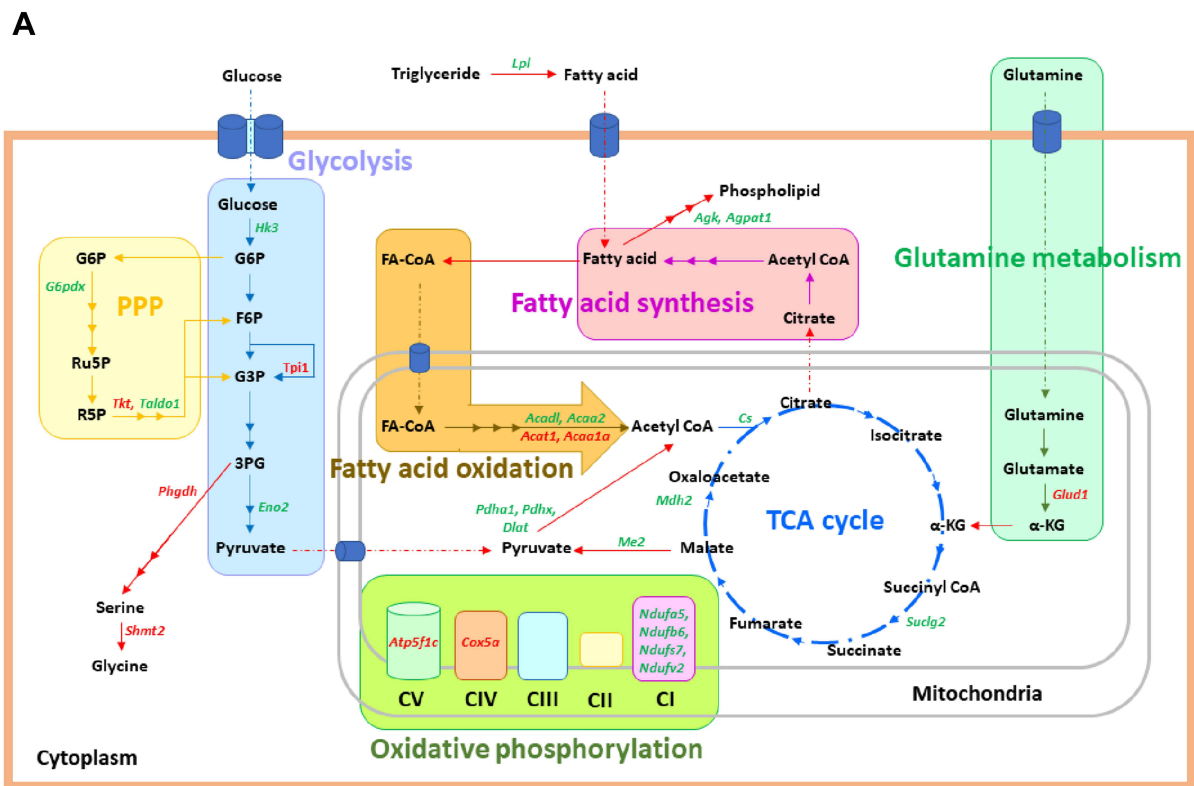 A
Glucose
Triglyceride
Lpl
Fatty acid
Glutamine
Glycolysis
Glucose
Hk3
G6P
F6P
Tpi1
G3P
3PG
Eno2
Pyruvate
G6P
G6pdx
PPP
Ru5P
R5P
Tkt, Taldo1
Phgdh
Serine
Shmt2
Glycine
Phospholipid
Agk, Agpat1
FA-CoA
Fatty acid
Acetyl CoA
Fatty acid synthesis
Citrate
Glutamine metabolism
FA-CoA
Acadl, Acaa2
Acat1, Acaa1a
Fatty acid oxidation
Acetyl CoA
Cs
Citrate
Isocitrate
Oxaloacetate
Mdh2
TCA cycle
α-KG
Glutamine
Glutamate
Glud1
α-KG
Pdha1, Pdhx,
Dlat
Pyruvate
Me2
Malate
Succinyl CoA
Suclg2
Fumarate
Succinate
Atp5f1c
Cox5a
Ndufa5,
Ndufb6,
Ndufs7,
Ndufv2
CV
CIV
CIII
CII
CI
Oxidative phosphorylation
Mitochondria
Cytoplasm